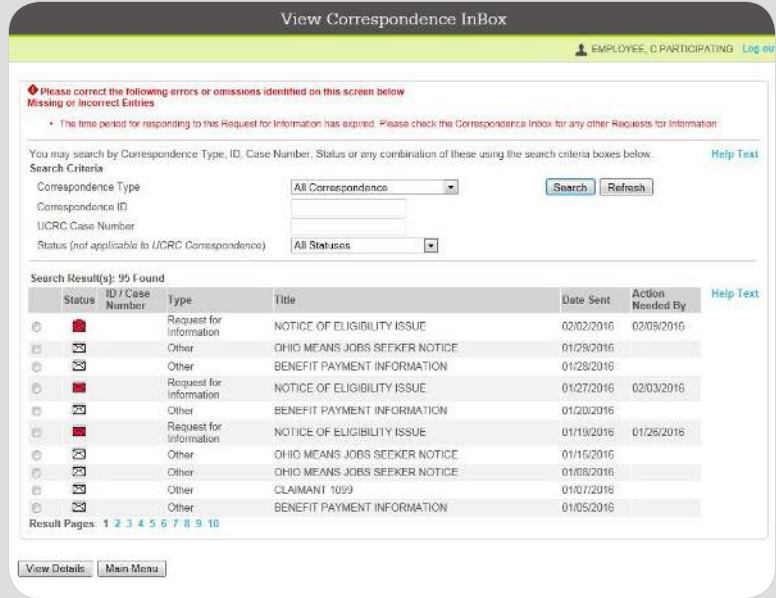 View Correspondence InBox
EMPLOYEE, C PARTICIPATING Log ou
Please correct the following errors or omissions identified on this screen below
Missing or Incorrect Entries
• The time period for responding to this Request for Information has expired. Please check the Correspondence Inbox for any other Requests for Information
You may search by Correspondence Type, ID, Case Number, Status or any combination of these using the search criteria boxes below. Help Text
Search Criteria
Correspondence Type All Correspondence Search Refresh
Correspondence ID
UCRC Case Number
Status (not applicable to UCRC Correspondence) All Statuses
Search Result(s): 95 Found
Status ID / Case Number Type Title Date Sent Action Needed By Help Text
Request for Information NOTICE OF ELIGIBILITY ISSUE 02/02/2016 02/09/2016
Other OHIO MEANS JOBS SEEKER NOTICE 01/29/2016
Other BENEFIT PAYMENT INFORMATION 01/28/2016
Request for Information NOTICE OF ELIGIBILITY ISSUE 01/27/2016 02/03/2016
Other BENEFIT PAYMENT INFORMATION 01/20/2016
Request for Information NOTICE OF ELIGIBILITY ISSUE 01/19/2016 01/26/2016
Other OHIO MEANS JOBS SEEKER NOTICE 01/15/2016
Other OHIO MEANS JOBS SEEKER NOTICE 01/08/2016
Other CLAIMANT 1099 01/07/2016
Other BENEFIT PAYMENT INFORMATION 01/05/2016
Result Pages: 1 2 3 4 5 6 7 8 9 10
View Details Main Menu